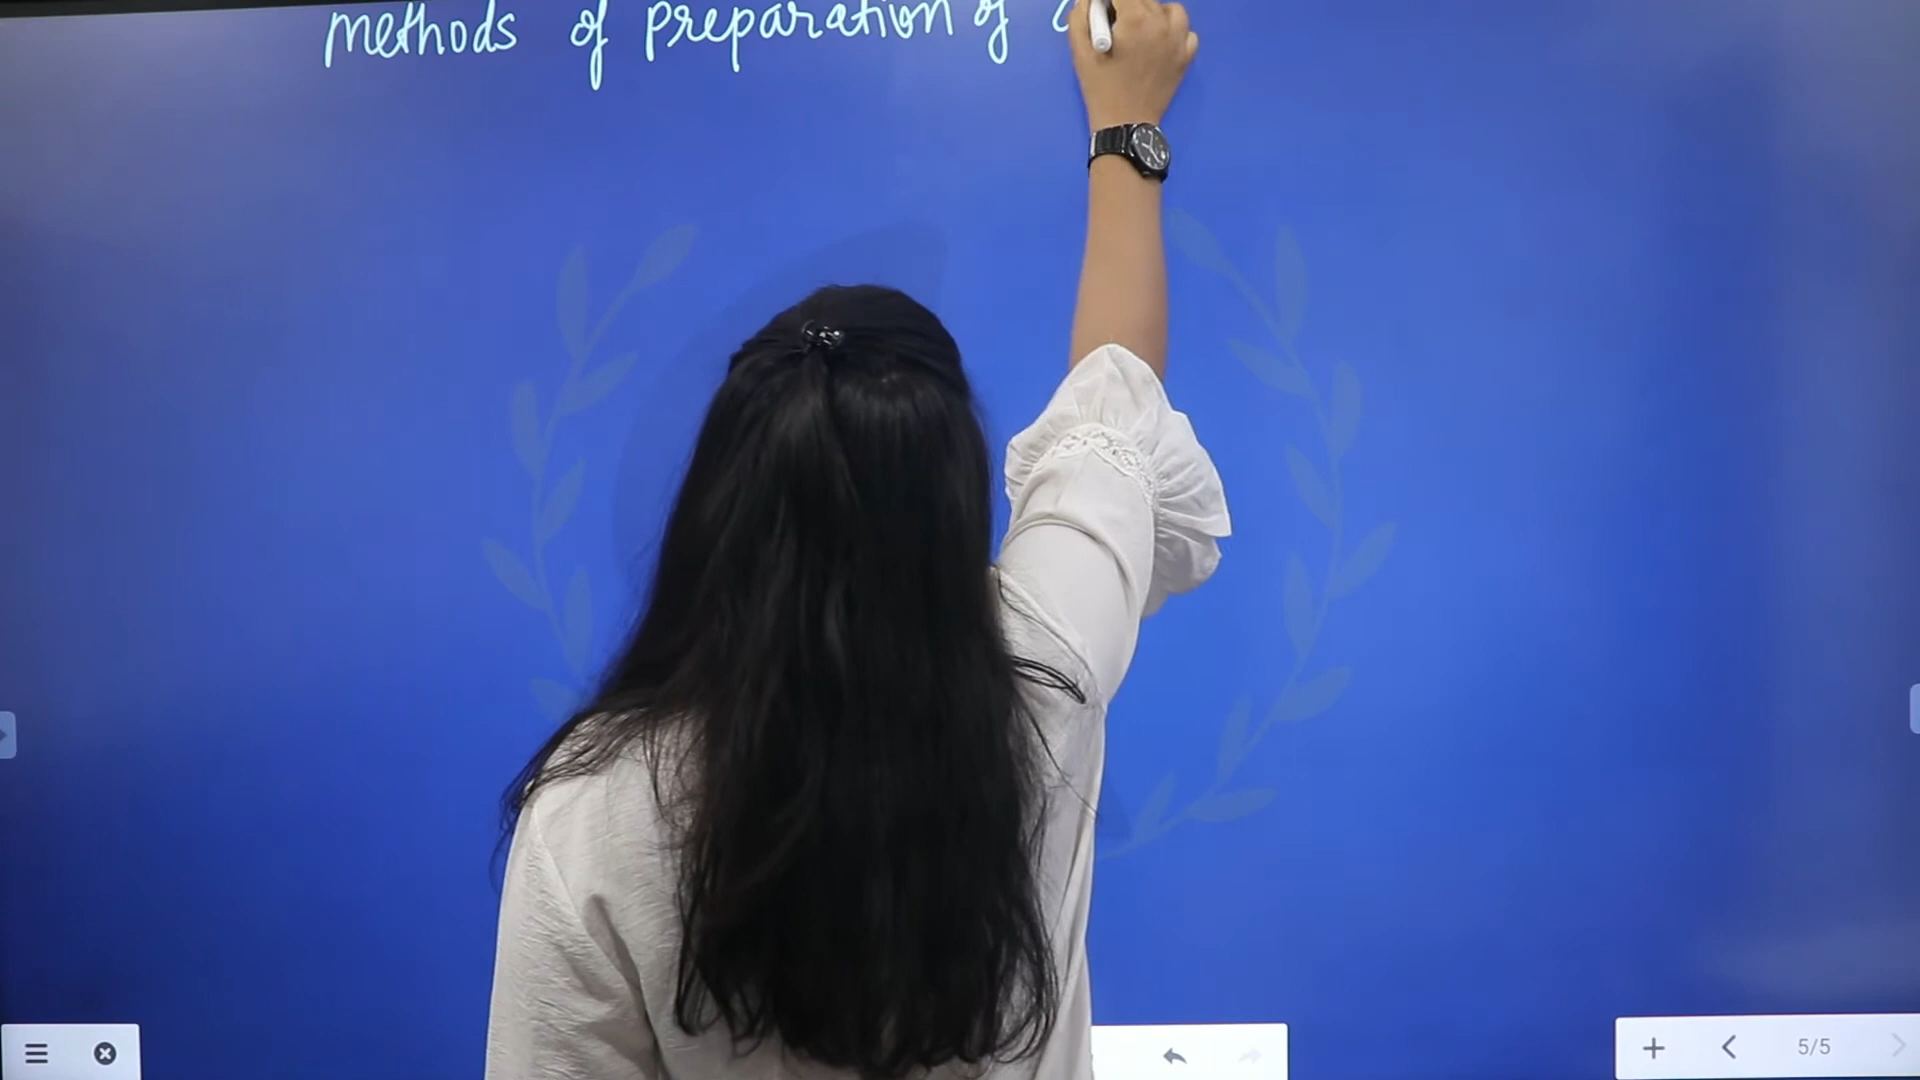 methods of preparation of
5/5